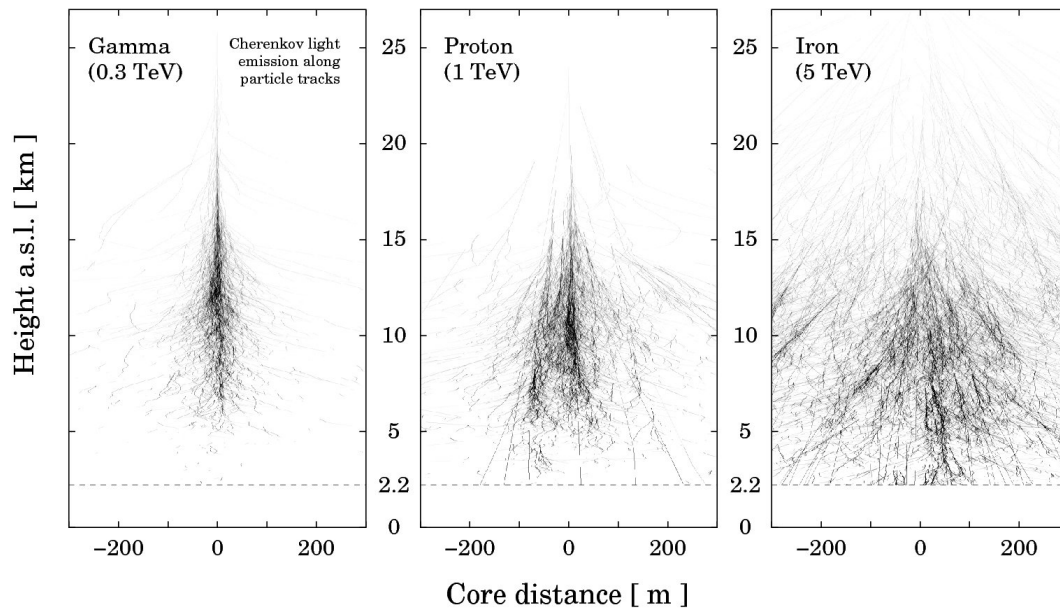 Gamma
(0.3 TeV)
Cherenkov light
emission along
particle tracks
Proton
(1 TeV)
Iron
(5 TeV)
Height a.s.l. [ km ]
25
20
15
10
5
2.2
0
25
20
15
10
5
2.2
0
−200 0 200
−200 0 200
−200 0 200
Core distance [ m ]